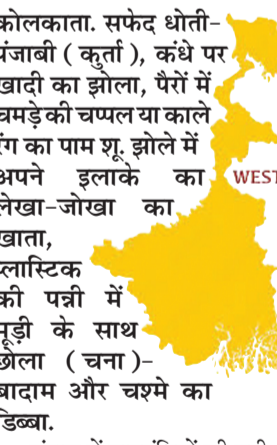 कोलकाता. सफेद धोती-
पंजाबी ( कुर्ता ), कंधे पर
खादी का झोला, पैरों में
चमड़े की चप्पल या काले
रंग का पाम शू. झोले में
अपने इलाके का
लेखा-जोखा का
खाता,
प्लास्टिक
की पन्नी में
मूड़ी के साथ
छोला ( चना )-
बादाम और चश्मे का
डिब्बा.
WEST